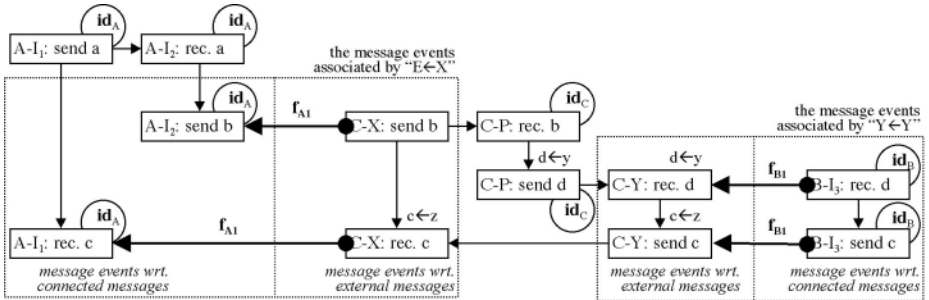 id_A
id_A
A-I₁: send a
A-I₂: rec. a
the message events
associated by "E←X"
id_A
f_A1
id_C
the message events
associated by "Y←Y"
A-I₂: send b
C-X: send b
C-P: rec. b
d←y
d←y
f_B1
id_B
C-P: send d
C-Y: rec. d
B-I₃: rec. d
id_A
f_A1
c←z
id_C
c←z
f_B1
id_B
A-I₁: rec. c
C-X: rec. c
C-Y: send c
B-I₃: send c
message events wrt.
connected messages
message events wrt.
external messages
message events wrt.
external messages
message events wrt.
connected messages